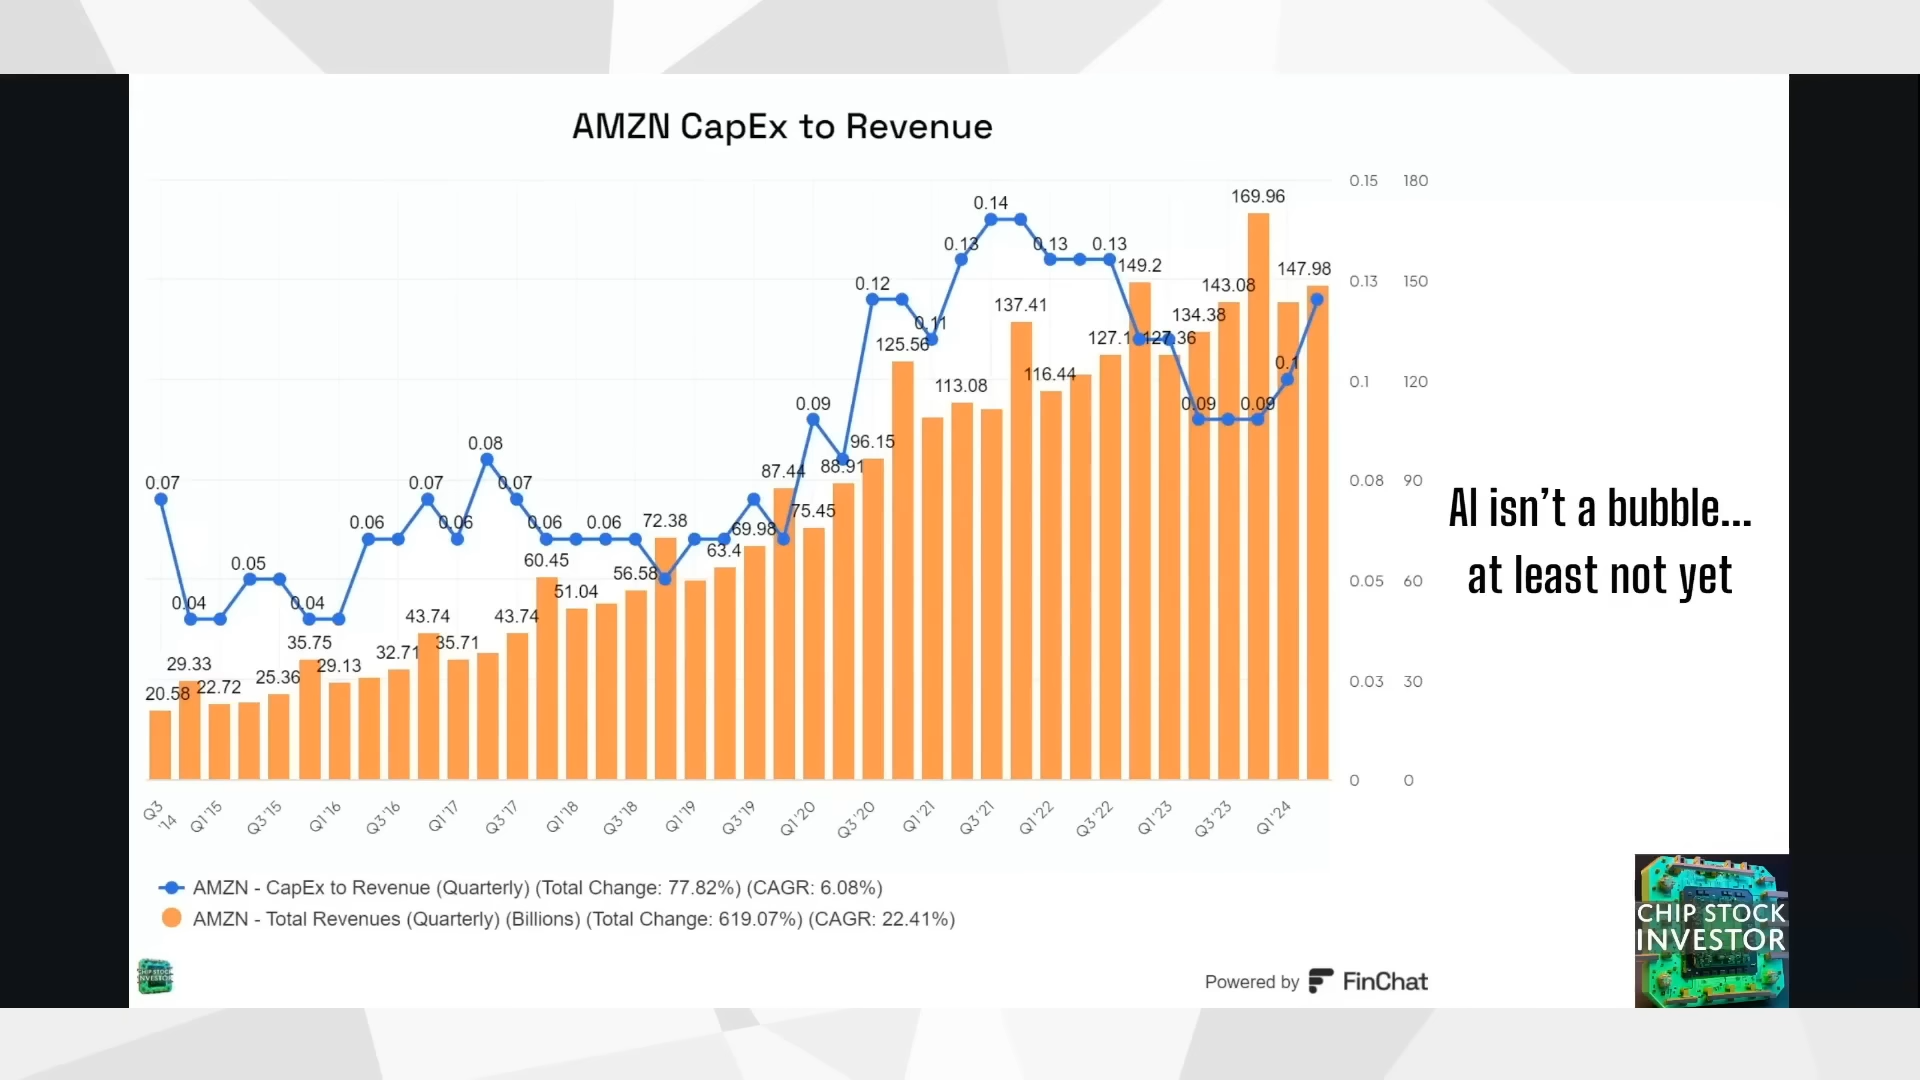 AMZN CapEx to Revenue
0.15 180
0.13 150
0.1 120
0.08 90
0.05 60
0.03 30
0 0
0.07
0.04
0.05
0.04
0.06
0.07
0.06
0.08
0.07
0.06
0.06
0.09
0.12
0.11
0.13
0.14
0.13
0.13
0.09
0.09
0.1
20.58
29.33
22.72
25.36
35.75
29.13
32.71
43.74
35.71
43.74
60.45
51.04
56.58
72.38
63.4
69.98
87.44
75.45
88.91
96.15
125.56
113.08
137.41
116.44
127.1
149.2
127.36
134.38
143.08
169.96
147.98
Q3 '14
Q1 '15
Q3 '15
Q1 '16
Q3 '16
Q1 '17
Q3 '17
Q1 '18
Q3 '18
Q1 '19
Q3 '19
Q1 '20
Q3 '20
Q1 '21
Q3 '21
Q1 '22
Q3 '22
Q1 '23
Q3 '23
Q1 '24
AI isn't a bubble...
at least not yet
AMZN - CapEx to Revenue (Quarterly) (Total Change: 77.82%) (CAGR: 6.08%)
AMZN - Total Revenues (Quarterly) (Billions) (Total Change: 619.07%) (CAGR: 22.41%)
CHIP STOCK
INVESTOR
Powered by FinChat
CHIP STOCK
INVESTOR